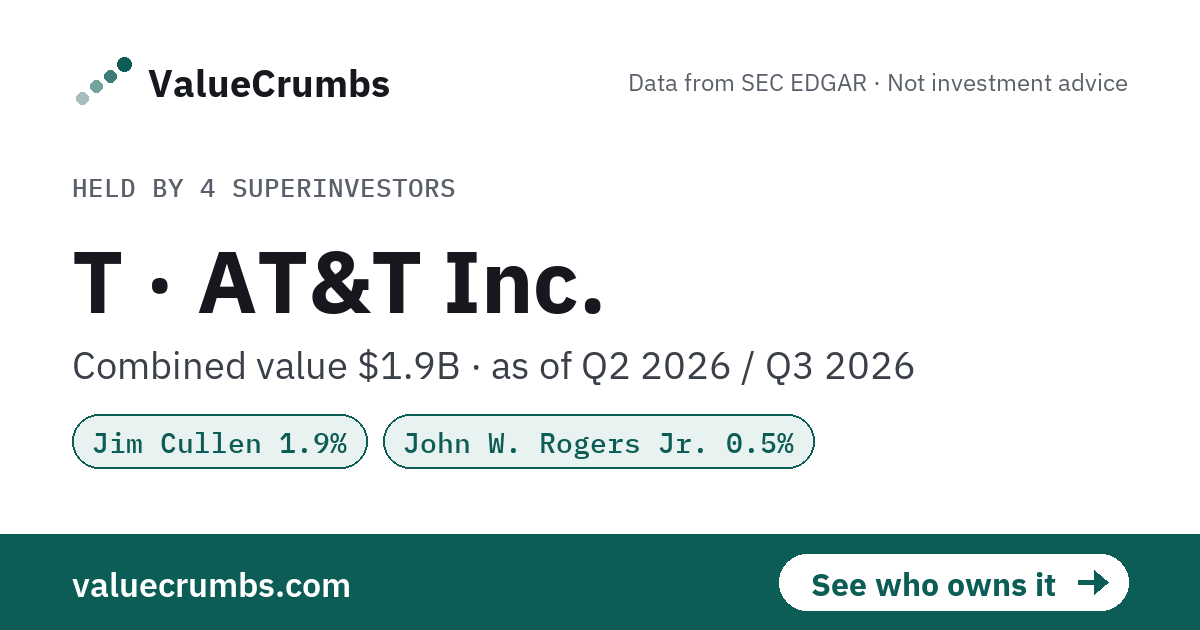 ValueCrumbs
Data from SEC EDGAR · Not investment advice
HELD BY 4 SUPERINVESTORS
T · AT&T Inc.
Combined value $1.9B · as of Q2 2026 / Q3 2026
Jim Cullen 1.9%
John W. Rogers Jr. 0.5%
valuecrumbs.com
See who owns it →